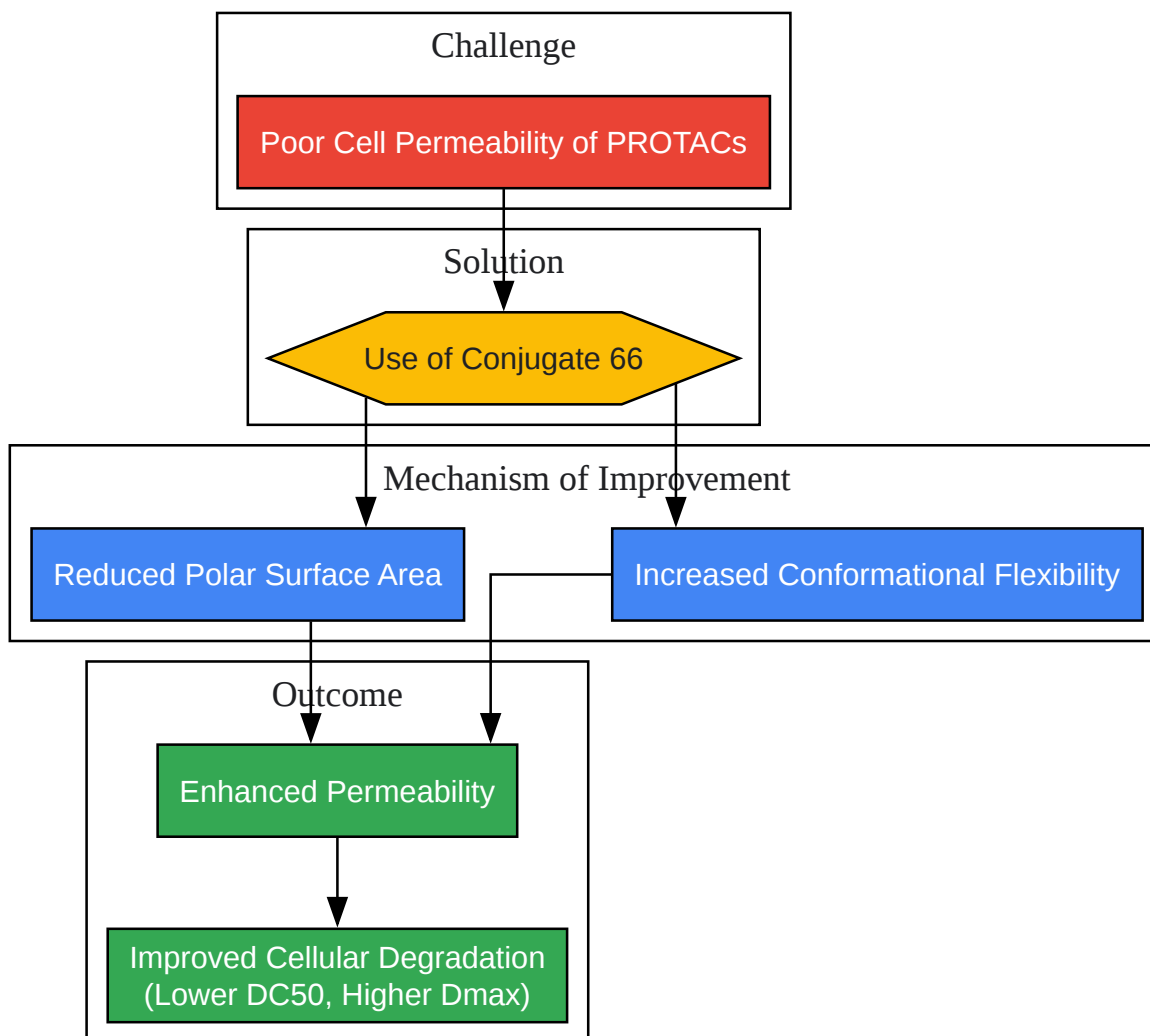 Challenge
Poor Cell Permeability of PROTACs
Solution
Use of Conjugate 66
Mechanism of Improvement
Reduced Polar Surface Area
Increased Conformational Flexibility
Outcome
Enhanced Permeability
Improved Cellular Degradation
(Lower DC50, Higher Dmax)